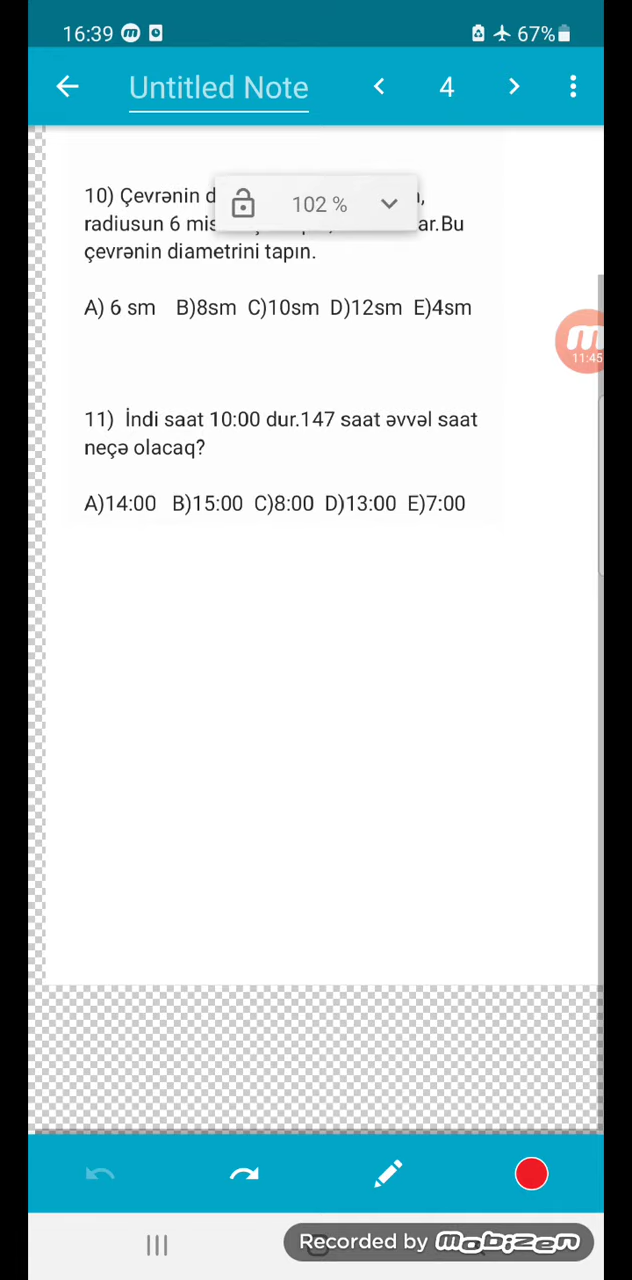 16:39 67%
Untitled Note 4
102 %
10) Çevrənin
radiusun 6 ar.Bu
çevrənin diametrini tapın.
A) 6 sm B)8sm C)10sm D)12sm E)4sm
11:45
11) İndi saat 10:00 dur.147 saat əvvəl saat
neçə olacaq?
A)14:00 B)15:00 C)8:00 D)13:00 E)7:00
Recorded by mobizen